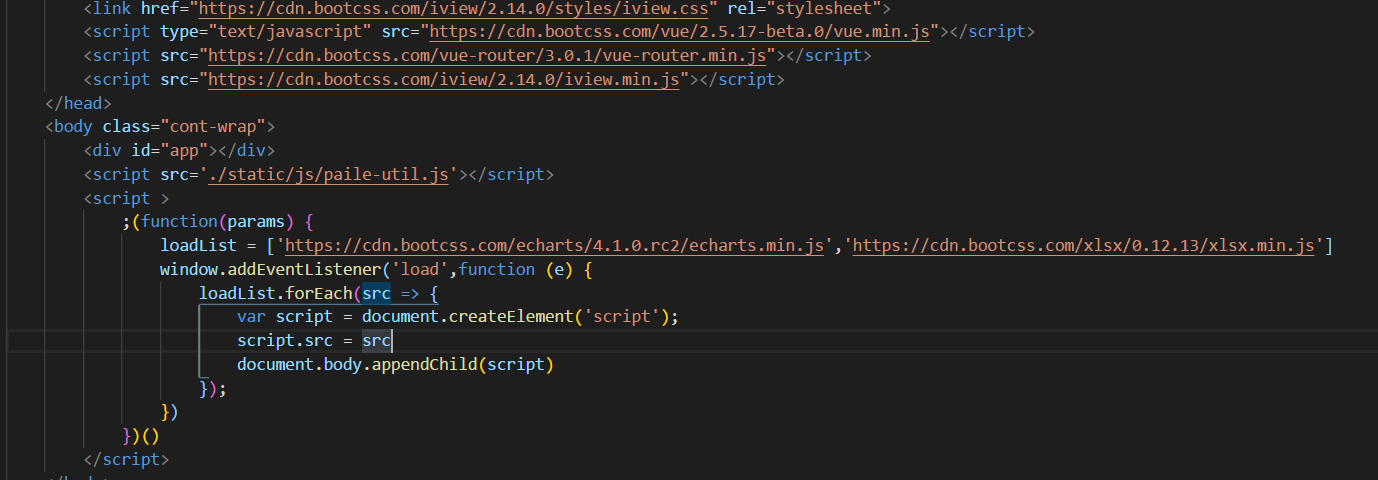 <link href="https://cdn.bootcss.com/iview/2.14.0/styles/iview.css" rel="stylesheet">
<script type="text/javascript" src="https://cdn.bootcss.com/vue/2.5.17-beta.0/vue.min.js"></script>
<script src="https://cdn.bootcss.com/vue-router/3.0.1/vue-router.min.js"></script>
<script src="https://cdn.bootcss.com/iview/2.14.0/iview.min.js"></script>
</head>
<body class="cont-wrap">
<div id="app"></div>
<script src='./static/js/paile-util.js'></script>
<script >
;(function(params) {
loadList = ['https://cdn.bootcss.com/echarts/4.1.0.rc2/echarts.min.js','https://cdn.bootcss.com/xlsx/0.12.13/xlsx.min.js']
window.addEventListener('load',function (e) {
loadList.forEach(src => {
var script = document.createElement('script');
script.src = src
document.body.appendChild(script)
});
})
})()
</script>